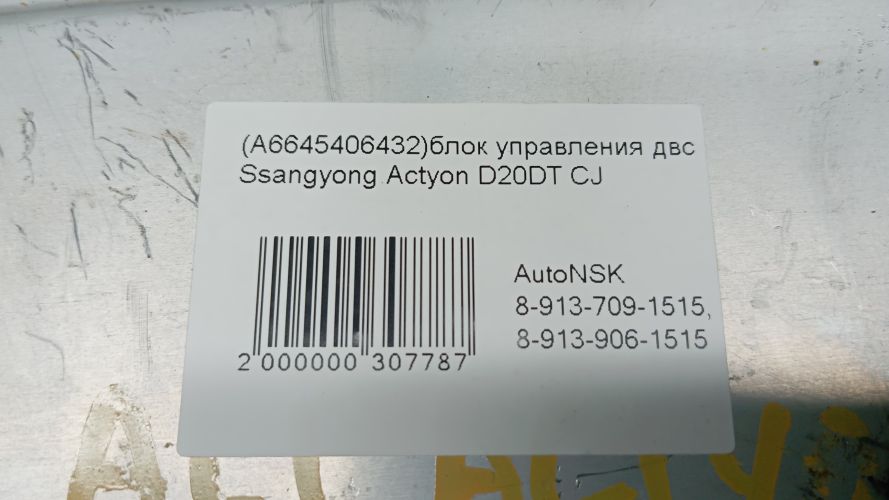 (A6645406432)блок управления двс
Ssangyong Actyon D20DT CJ
AutoNSK
8-913-709-1515,
8-913-906-1515
2 000000 307787